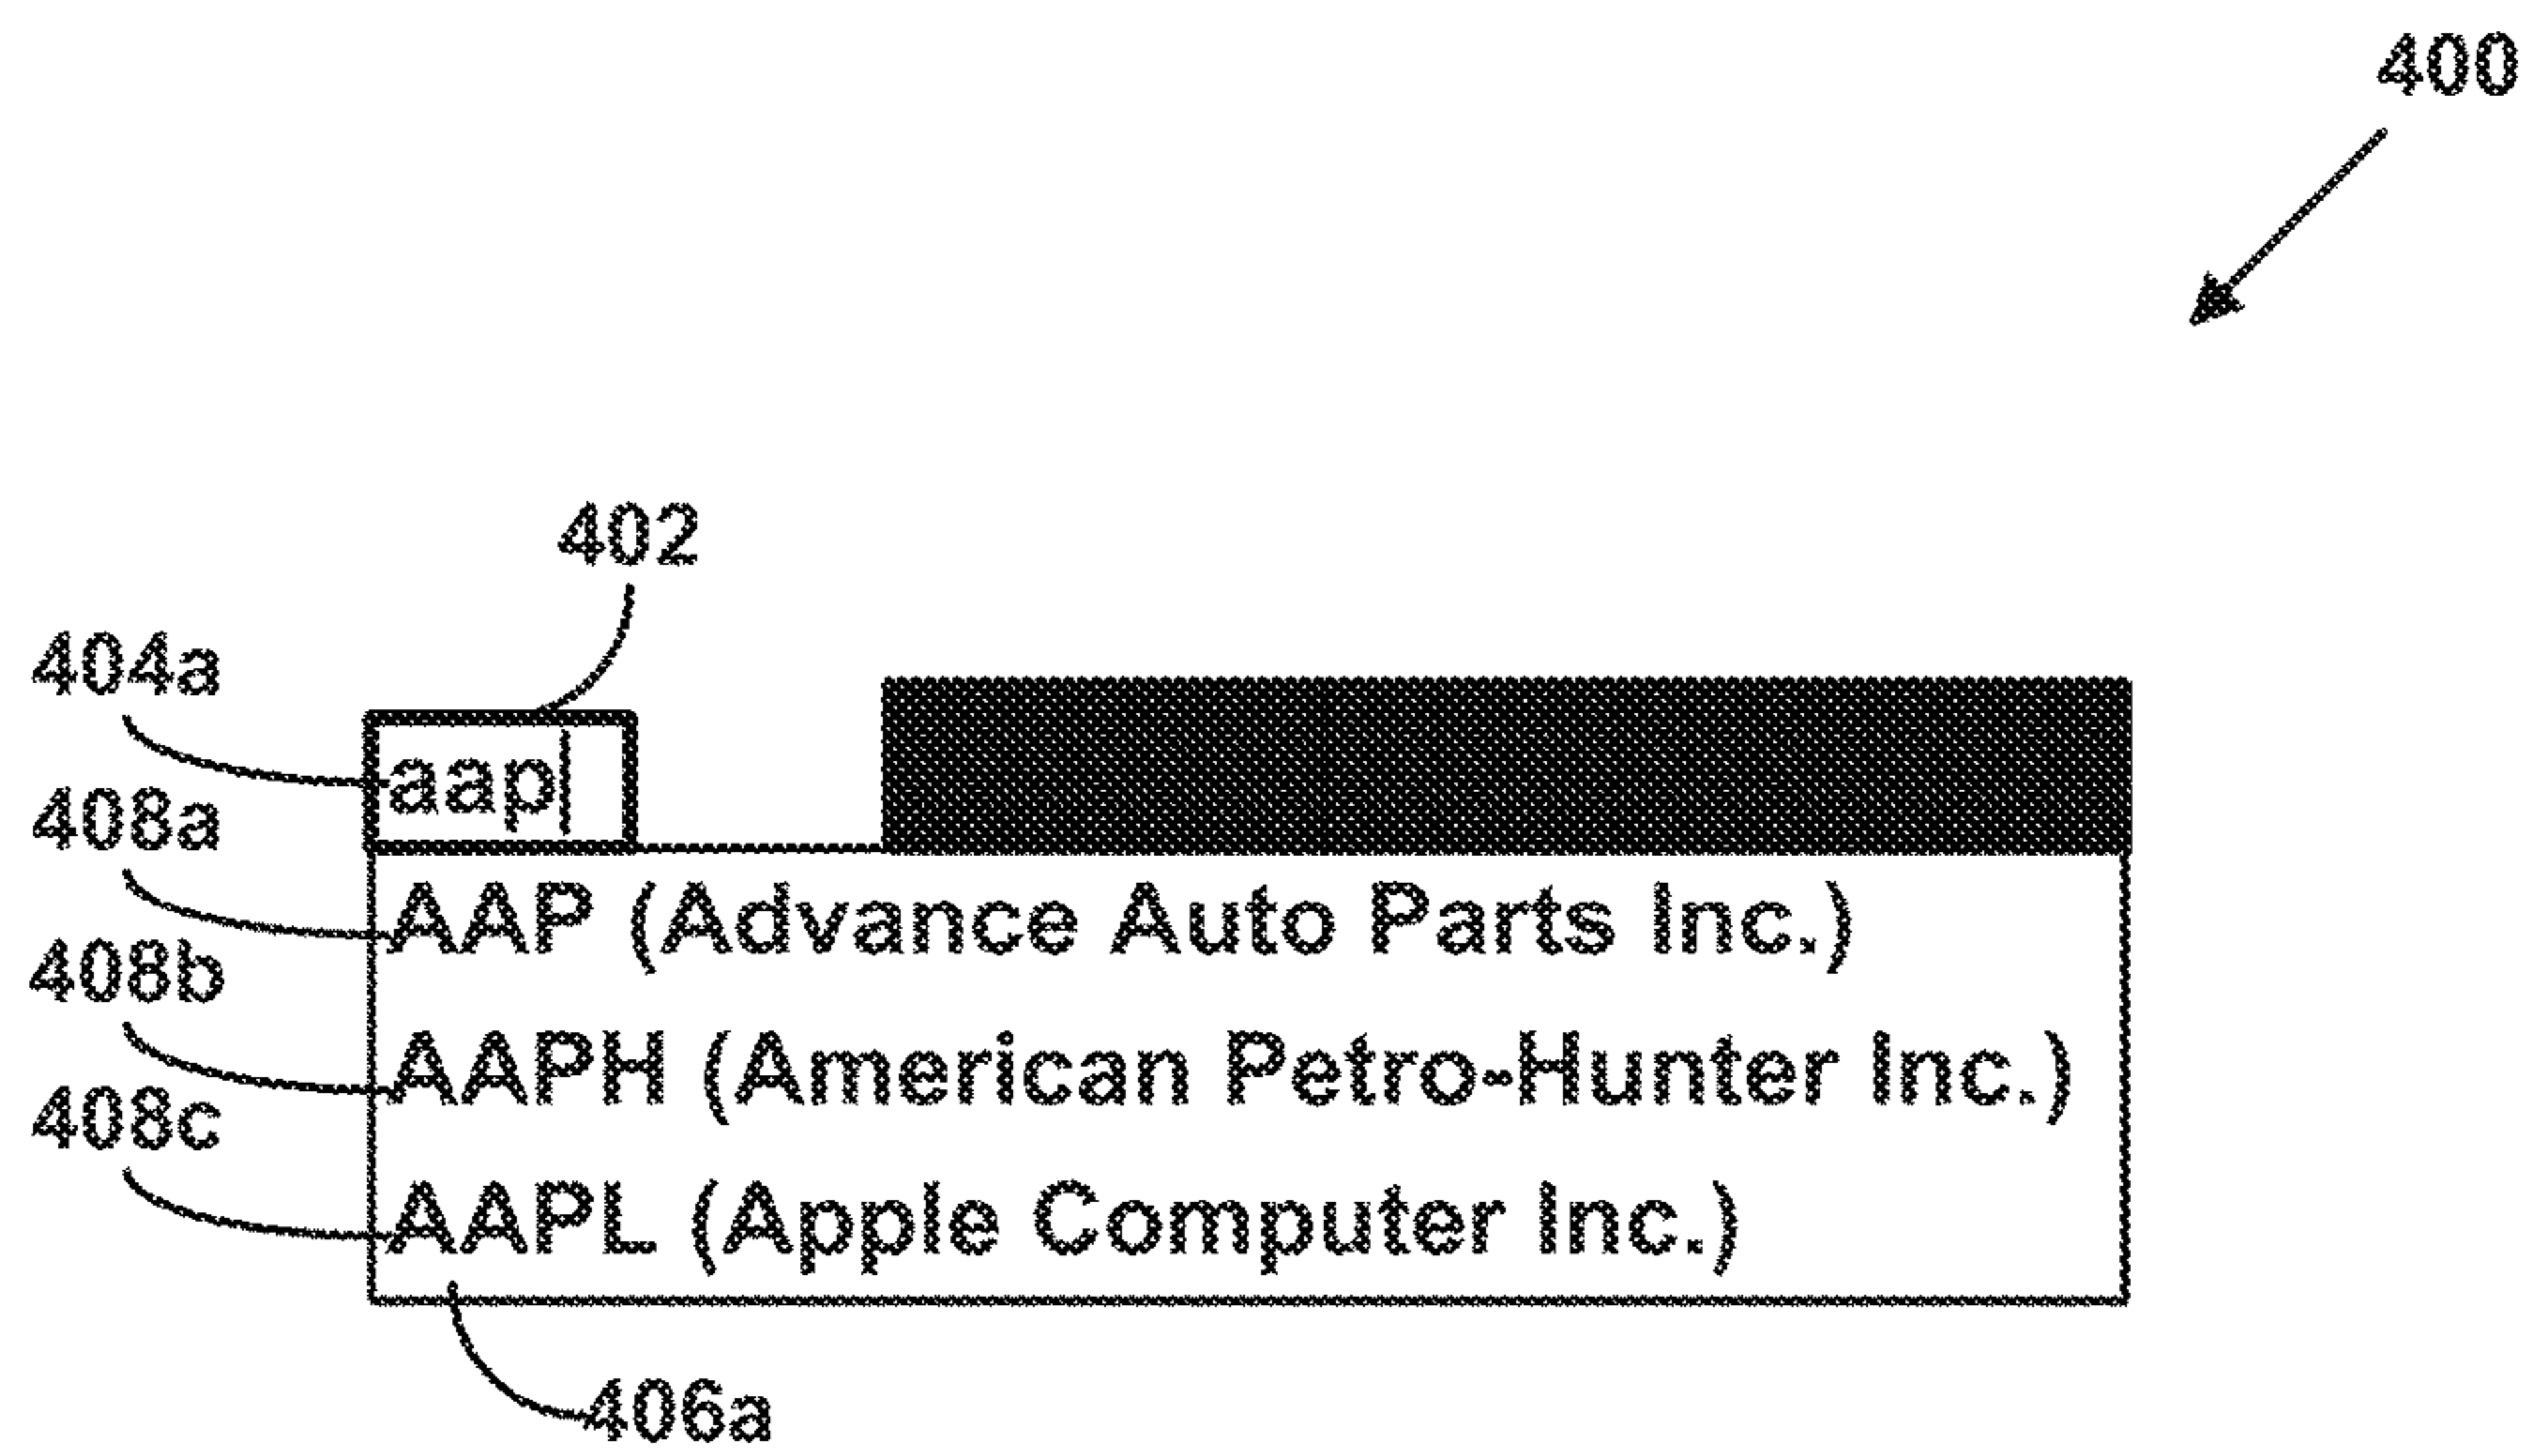 400
402
404a
aap
408a
AAP (Advance Auto Parts Inc.)
408b
AAPH (American Petro-Hunter Inc.)
408c
AAPL (Apple Computer Inc.)
406a